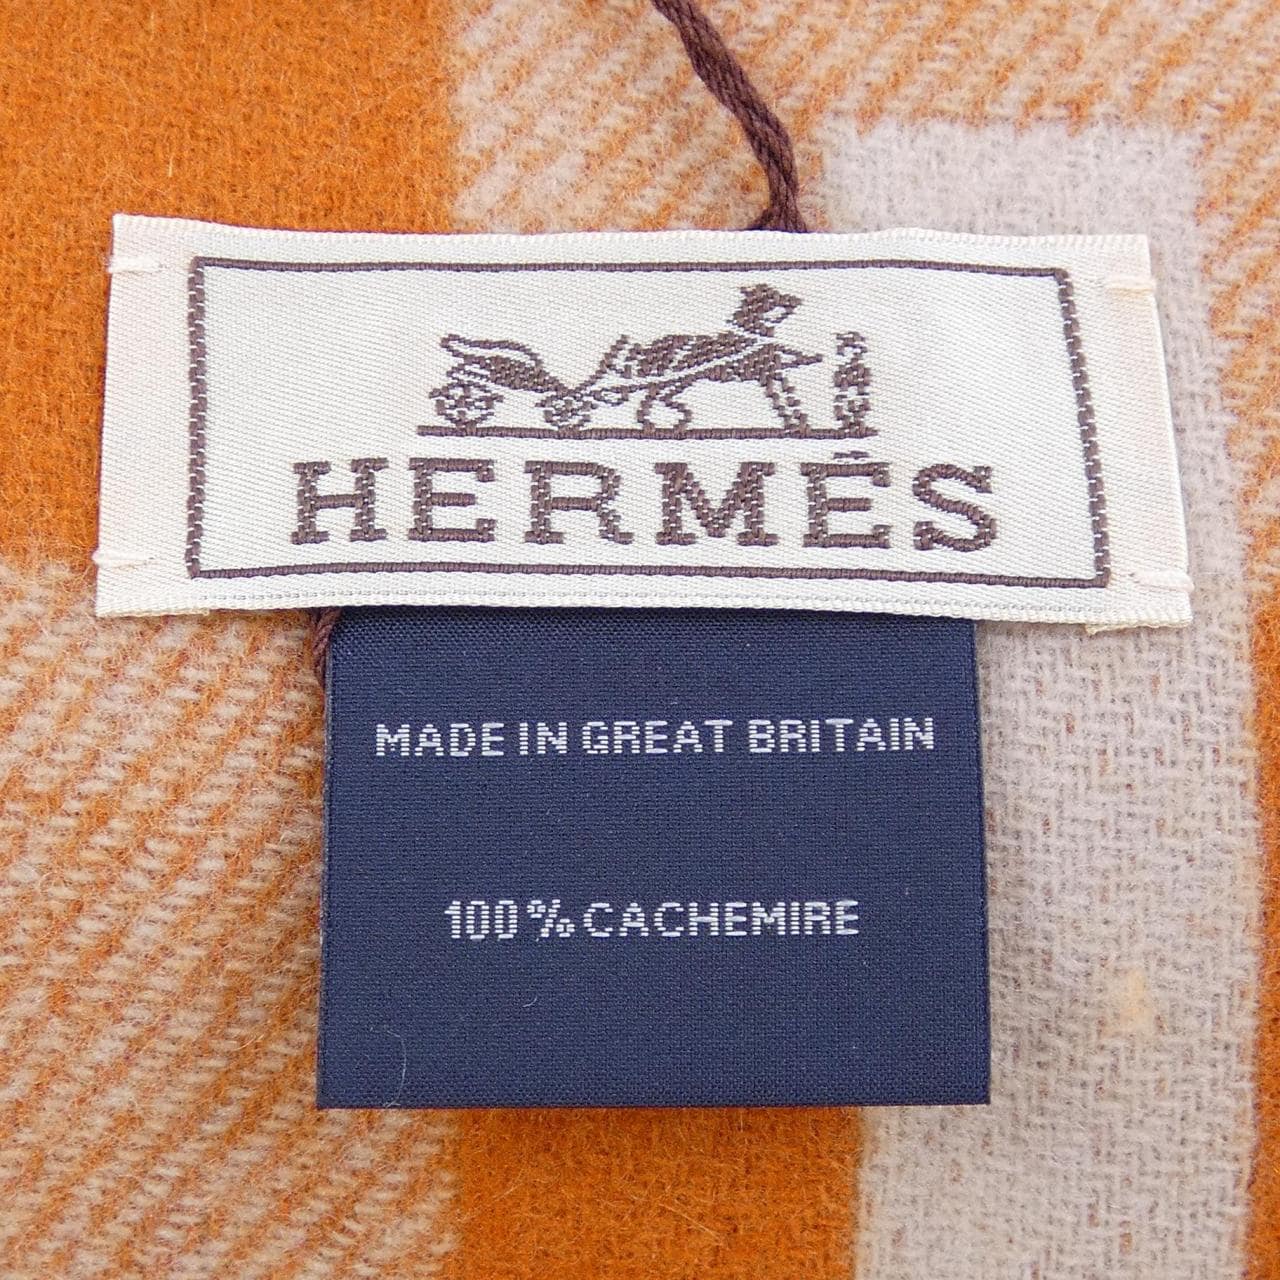 HERMÈS
MADE IN GREAT BRITAIN
100% CACHEMIRE